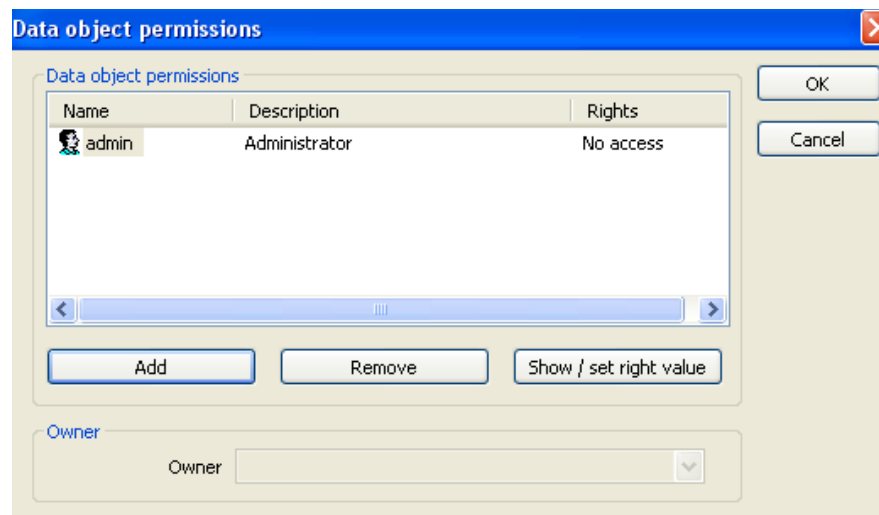 Data object permissions
Data object permissions
OK
Name Description Rights
admin Administrator No access
Cancel
Add Remove Show / set right value
Owner
Owner